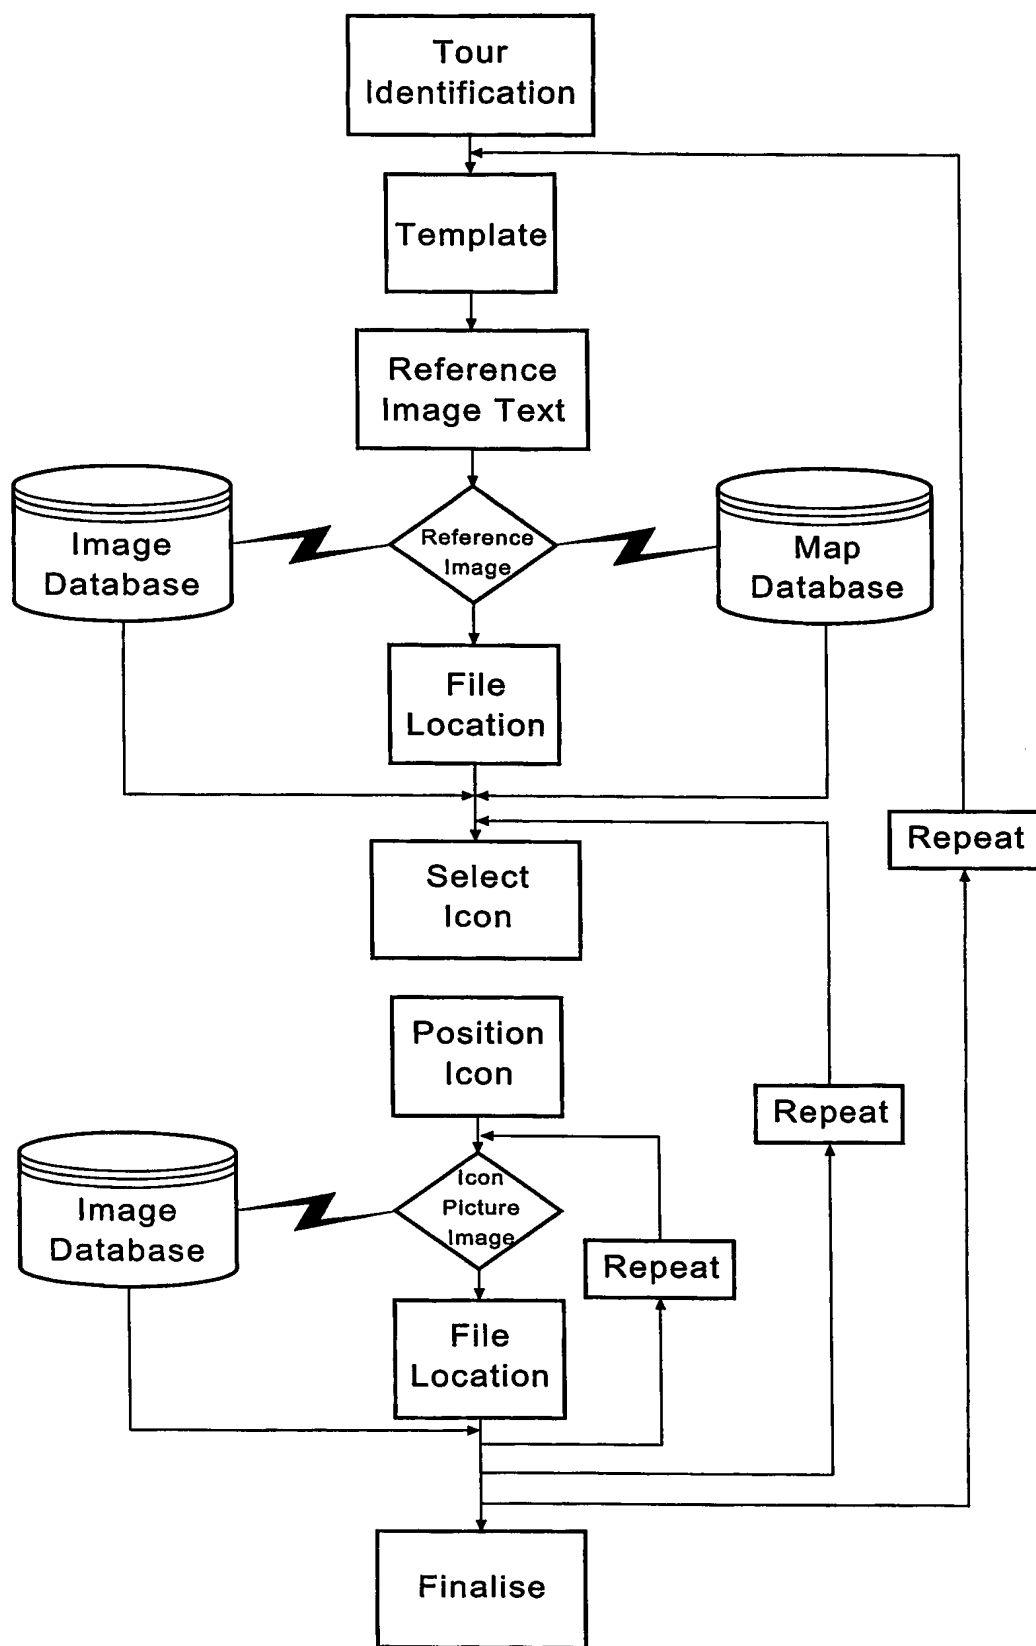 Tour
Identification
Template
Reference
Image Text
Image
Database
Reference
Image
Map
Database
File
Location
Repeat
Select
Icon
Position
Icon
Repeat
Image
Database
Icon
Picture
Image
Repeat
File
Location
Finalise